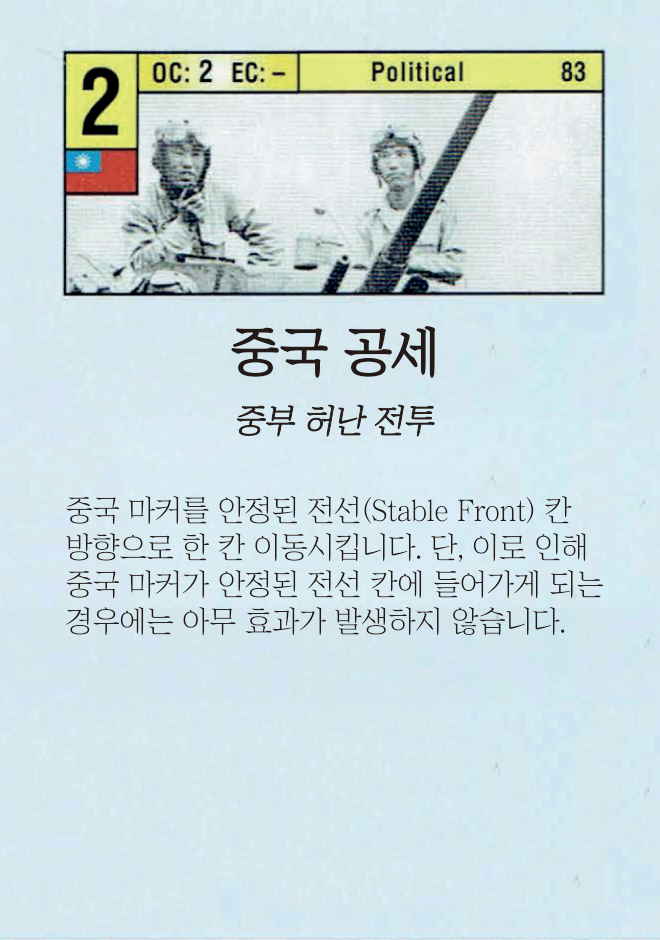 2
OC: 2 EC: –
Political
83
중국 공세
중부 허난 전투
중국 마커를 안정된 전선(Stable Front) 칸
방향으로 한 칸 이동시킵니다. 단, 이로 인해
중국 마커가 안정된 전선 칸에 들어가게 되는
경우에는 아무 효과가 발생하지 않습니다.